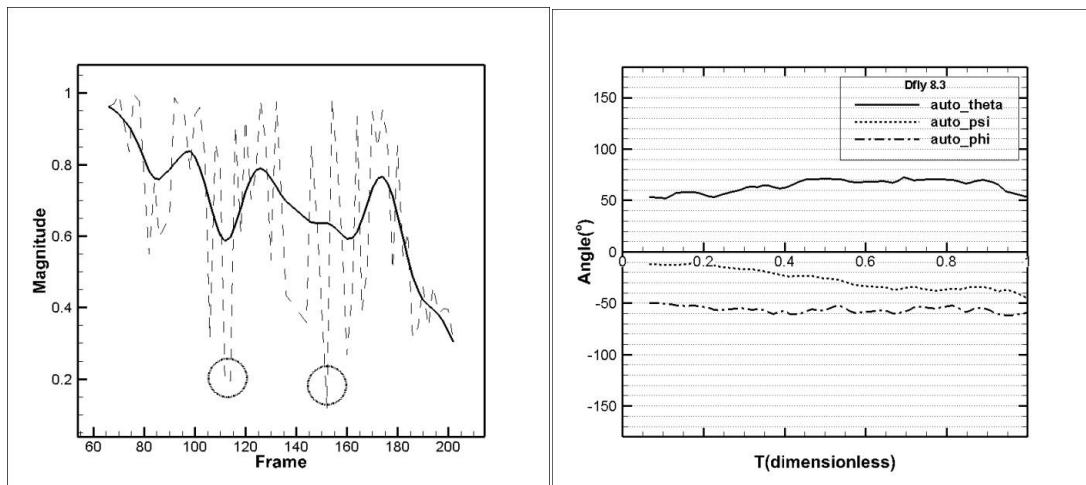 Magnitude
1
0.8
0.6
0.4
0.2
60 80 100 120 140 160 180 200
Frame
Angle(°)
150
100
50
0
-50
-100
-150
0 0.2 0.4 0.6 0.8 1
T(dimensionless)
Dfly 8.3
auto_theta
auto_psi
auto_phi